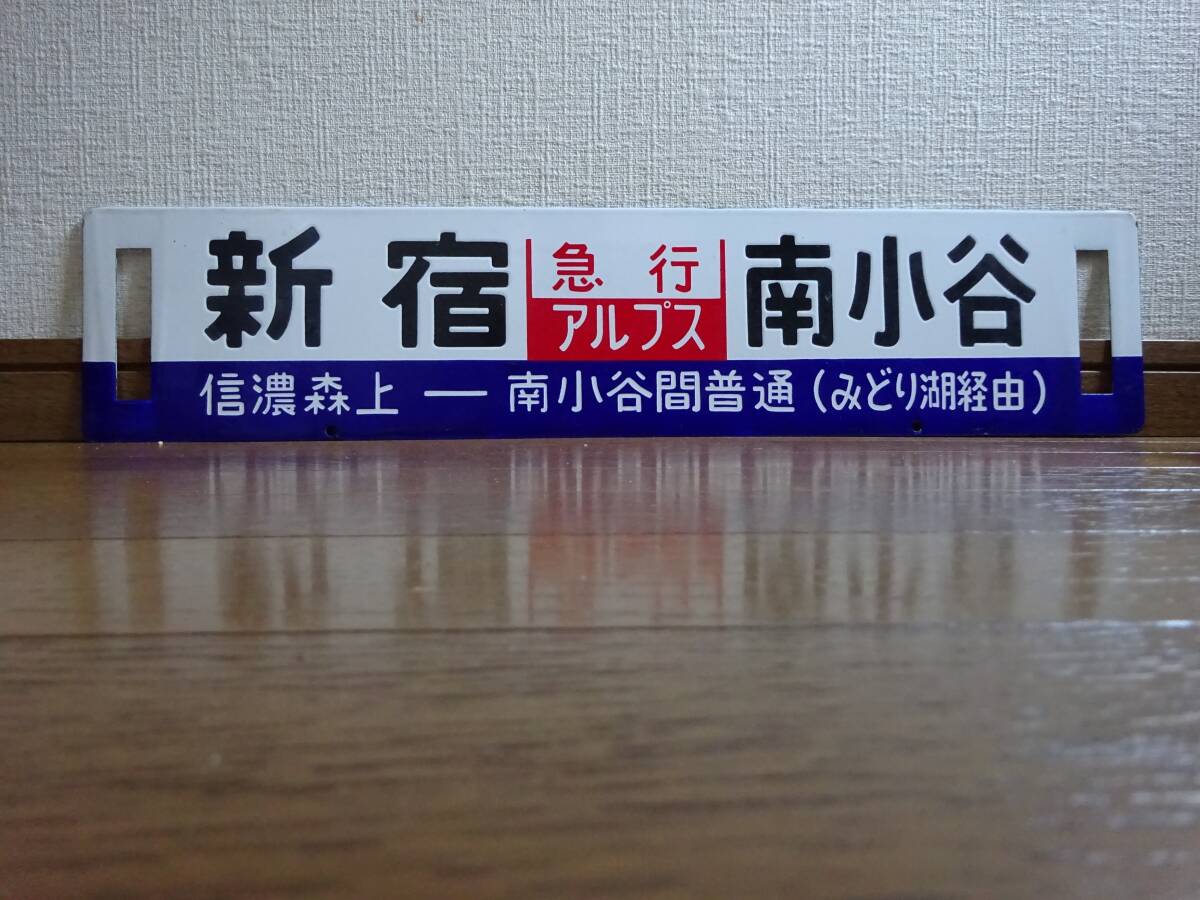 新宿
急行
アルプス
南小谷
信濃森上 ― 南小谷間普通(みどり湖経由)